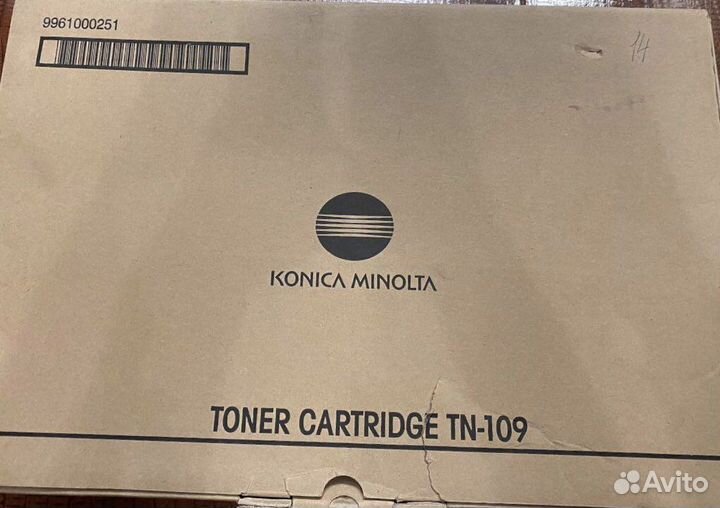 9961000251
14
KONICA MINOLTA
TONER CARTRIDGE TN-109
Avito